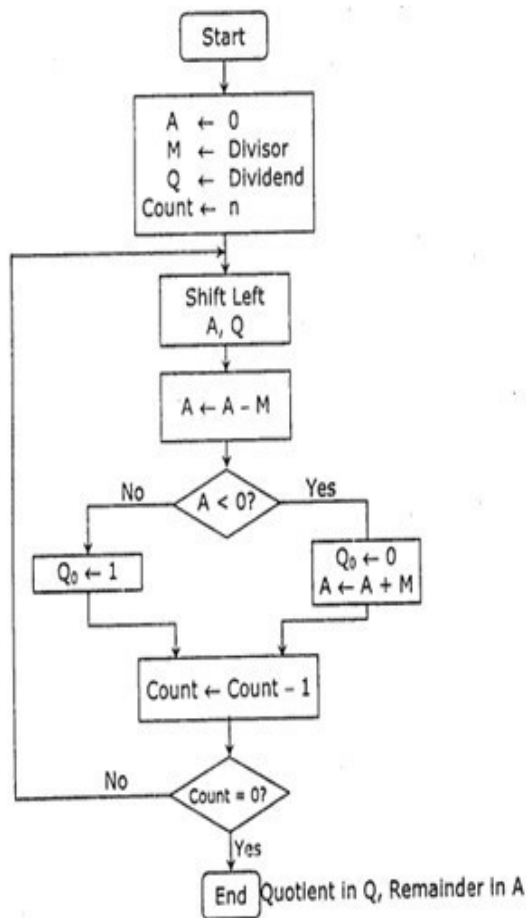 Start
A ← 0
M ← Divisor
Q ← Dividend
Count ← n
Shift Left
A, Q
A ← A – M
A < 0?
No
Yes
Q₀ ← 1
Q₀ ← 0
A ← A + M
Count ← Count – 1
Count = 0?
No
Yes
End
Quotient in Q, Remainder in A